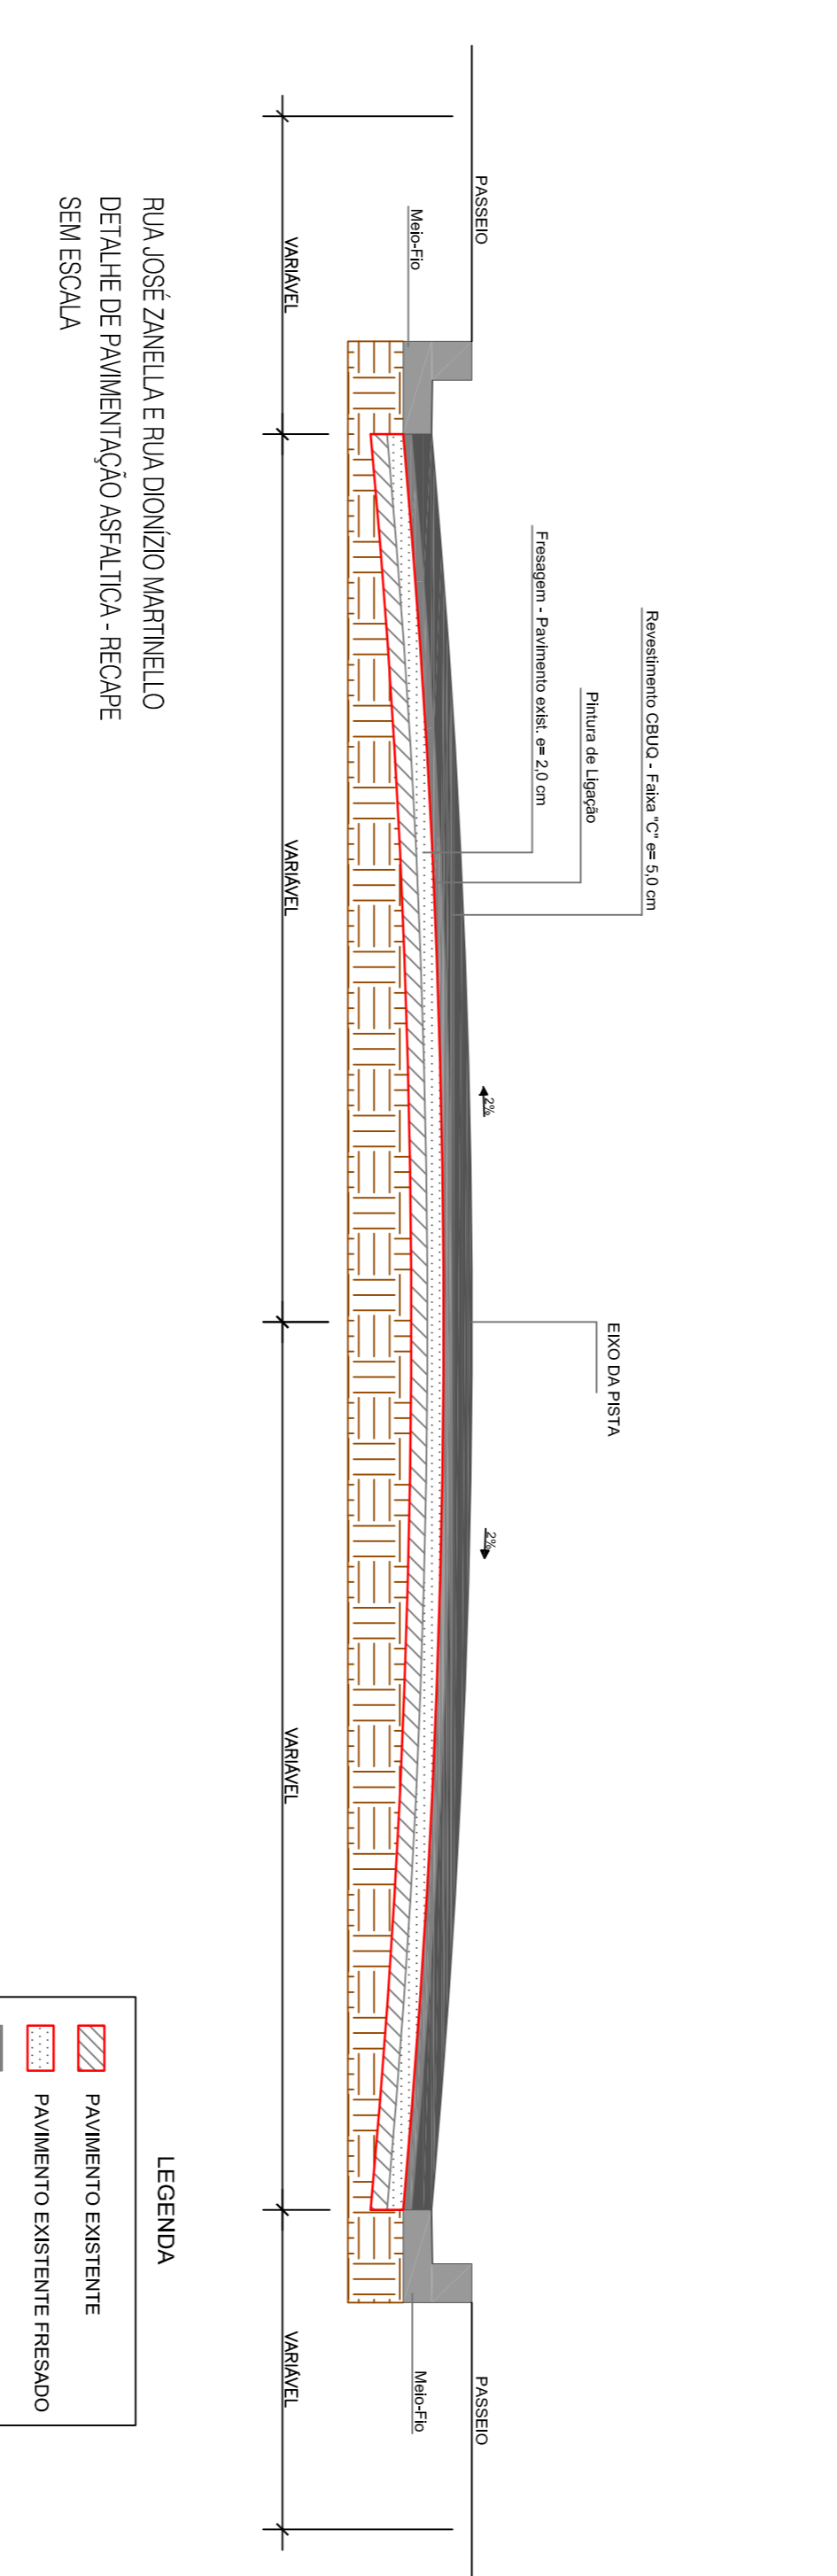 Revestimento CBUQ - Faixa "C" e= 5,0 cm
EIXO DA PISTA
Pintura de Ligação
Fresagem - Pavimento exist. e= 2,0 cm
2%
2%
PASSEIO
PASSEIO
Meio-Fio
Meio-Fio
VARIÁVEL
VARIÁVEL
VARIÁVEL
VARIÁVEL
RUA JOSÉ ZANELLA E RUA DIONÍZIO MARTINELLO
DETALHE DE PAVIMENTAÇÃO ASFALTICA - RECAPE
SEM ESCALA
LEGENDA
PAVIMENTO EXISTENTE
PAVIMENTO EXISTENTE FRESADO